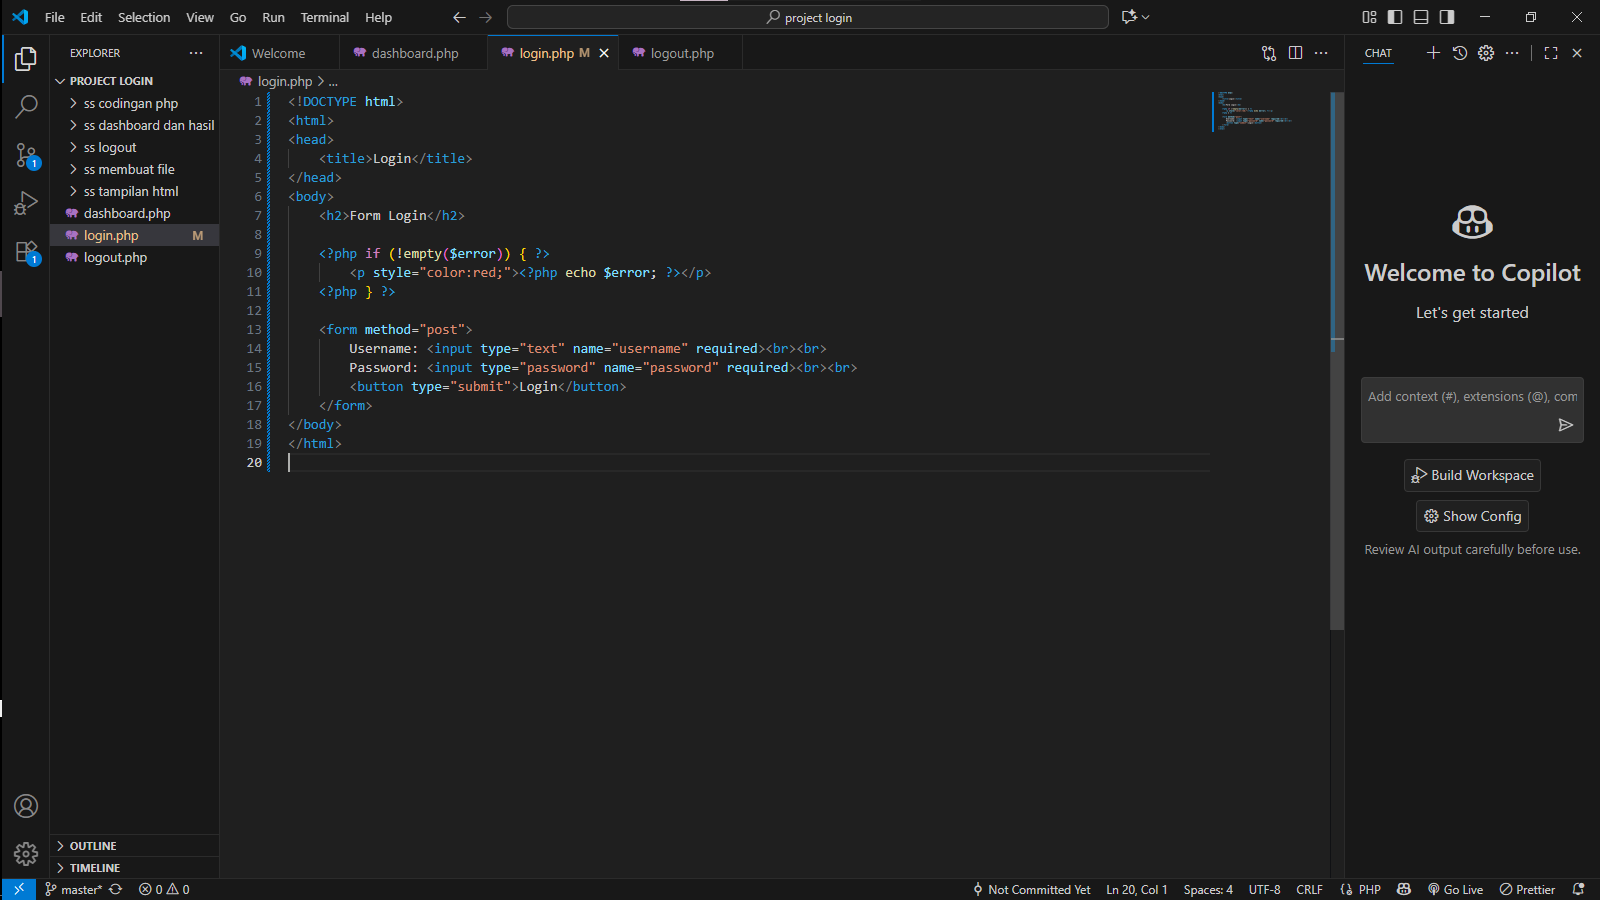 File Edit Selection View Go Run Terminal Help
project login
EXPLORER
PROJECT LOGIN
ss codingan php
ss dashboard dan hasil
ss logout
ss membuat file
ss tampilan html
dashboard.php
login.php M
logout.php
OUTLINE
TIMELINE
1
1
Welcome dashboard.php login.php M logout.php
login.php > ...
1 <!DOCTYPE html>
2 <html>
3 <head>
4 <title>Login</title>
5 </head>
6 <body>
7 <h2>Form Login</h2>
8
9 <?php if (!empty($error)) { ?>
10 <p style="color:red;"><?php echo $error; ?></p>
11 <?php } ?>
12
13 <form method="post">
14 Username: <input type="text" name="username" required><br><br>
15 Password: <input type="password" name="password" required><br><br>
16 <button type="submit">Login</button>
17 </form>
18 </body>
19 </html>
20
CHAT
Welcome to Copilot
Let's get started
Add context (#), extensions (@), com
Build Workspace
Show Config
Review AI output carefully before use.
master* 0 0 Not Committed Yet Ln 20, Col 1 Spaces: 4 UTF-8 CRLF PHP Go Live Prettier